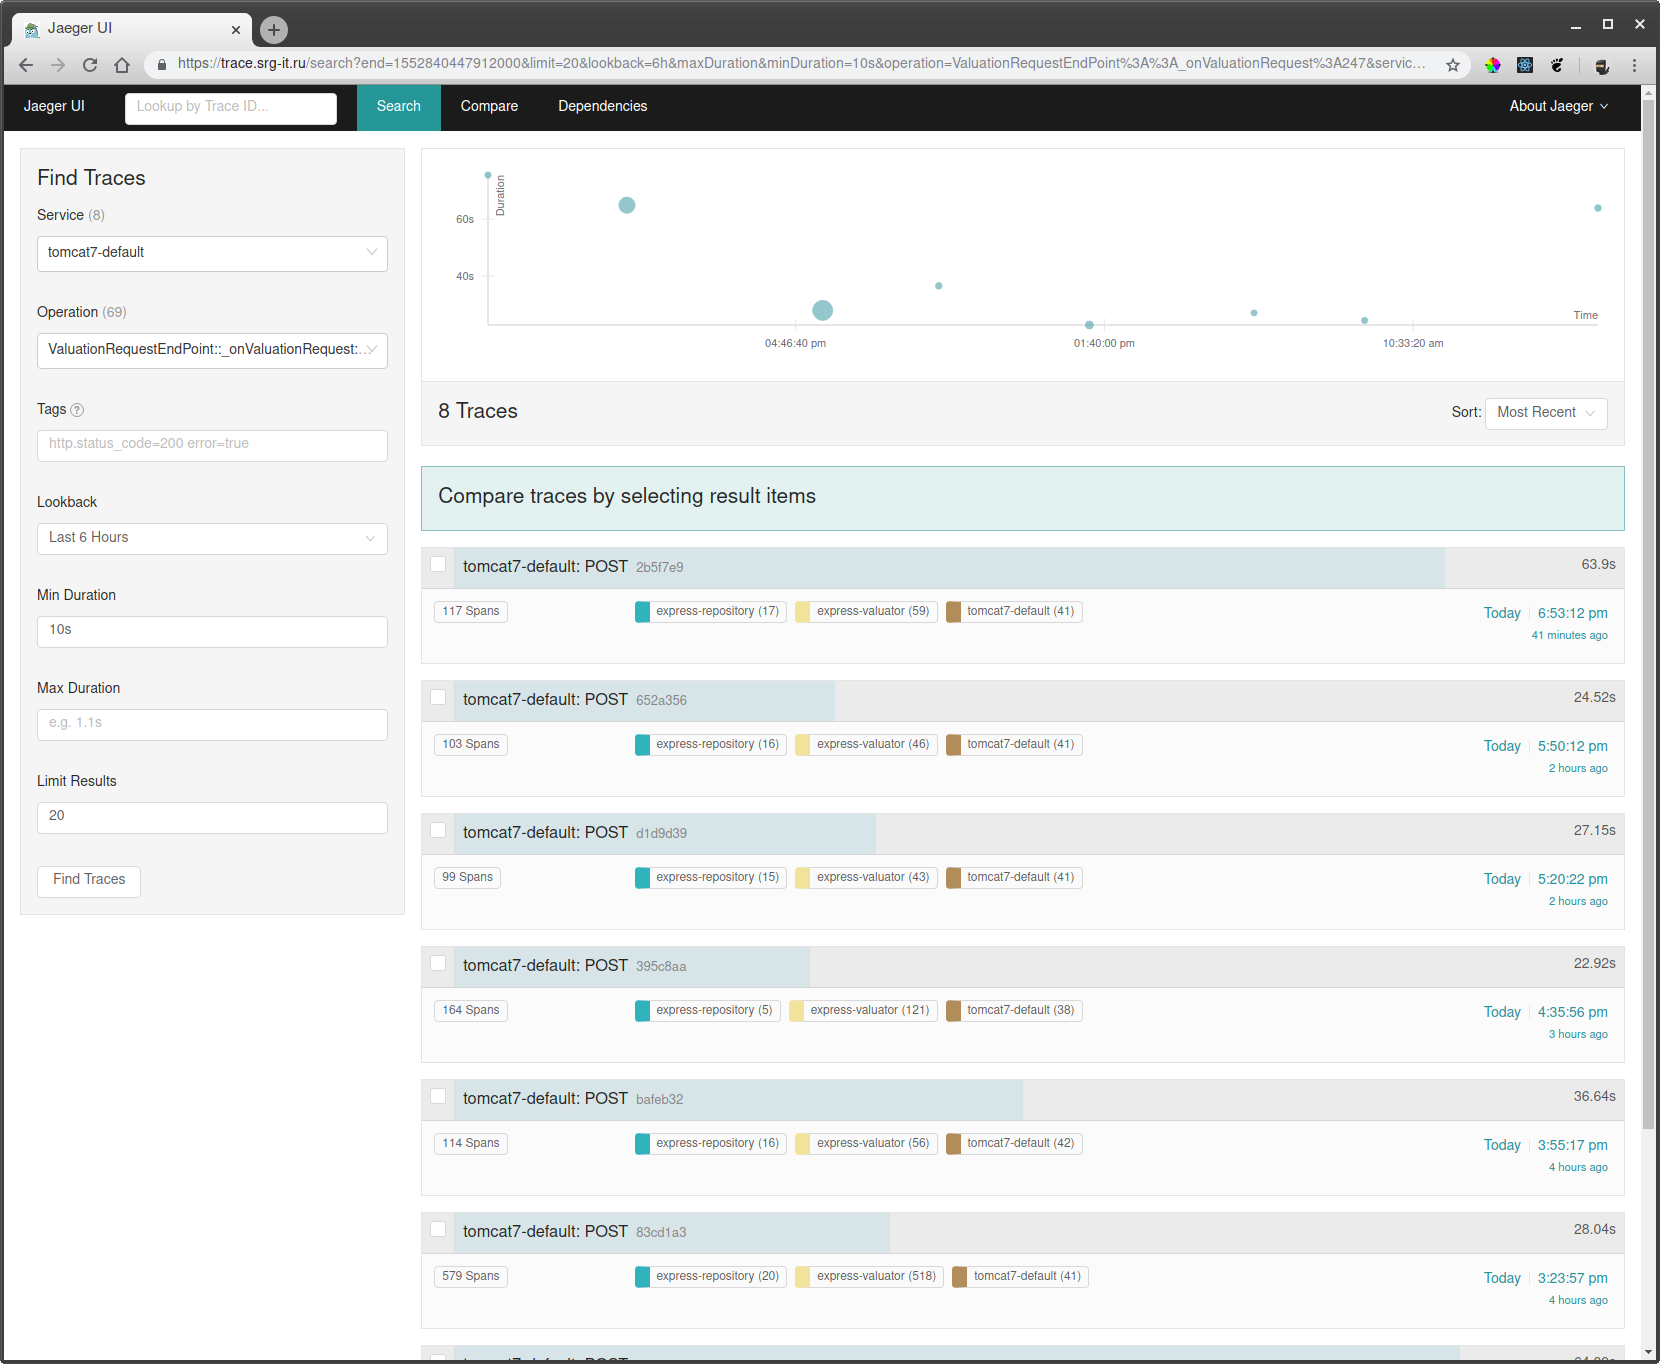 Jaeger UI
https://trace.srg-it.ru/search?end=1552840447912000&limit=20&lookback=6h&maxDuration&minDuration=10s&operation=ValuationRequestEndPoint%3A%3A_onValuationRequest%3A247&servic...
Jaeger UI
Lookup by Trace ID...
Search
Compare
Dependencies
About Jaeger
Find Traces
Service (8)
tomcat7-default
Operation (69)
ValuationRequestEndPoint::_onValuationRequest:...
Tags ?
http.status_code=200 error=true
Lookback
Last 6 Hours
Min Duration
10s
Max Duration
e.g. 1.1s
Limit Results
20
Find Traces
Duration
60s
40s
Time
04:46:40 pm
01:40:00 pm
10:33:20 am
8 Traces
Sort: Most Recent
Compare traces by selecting result items
tomcat7-default: POST 2b5f7e9 63.9s
117 Spans express-repository (17) express-valuator (59) tomcat7-default (41) Today 6:53:12 pm
41 minutes ago
tomcat7-default: POST 652a356 24.52s
103 Spans express-repository (16) express-valuator (46) tomcat7-default (41) Today 5:50:12 pm
2 hours ago
tomcat7-default: POST d1d9d39 27.15s
99 Spans express-repository (15) express-valuator (43) tomcat7-default (41) Today 5:20:22 pm
2 hours ago
tomcat7-default: POST 395c8aa 22.92s
164 Spans express-repository (5) express-valuator (121) tomcat7-default (38) Today 4:35:56 pm
3 hours ago
tomcat7-default: POST bafeb32 36.64s
114 Spans express-repository (16) express-valuator (56) tomcat7-default (42) Today 3:55:17 pm
4 hours ago
tomcat7-default: POST 83cd1a3 28.04s
579 Spans express-repository (20) express-valuator (518) tomcat7-default (41) Today 3:23:57 pm
4 hours ago